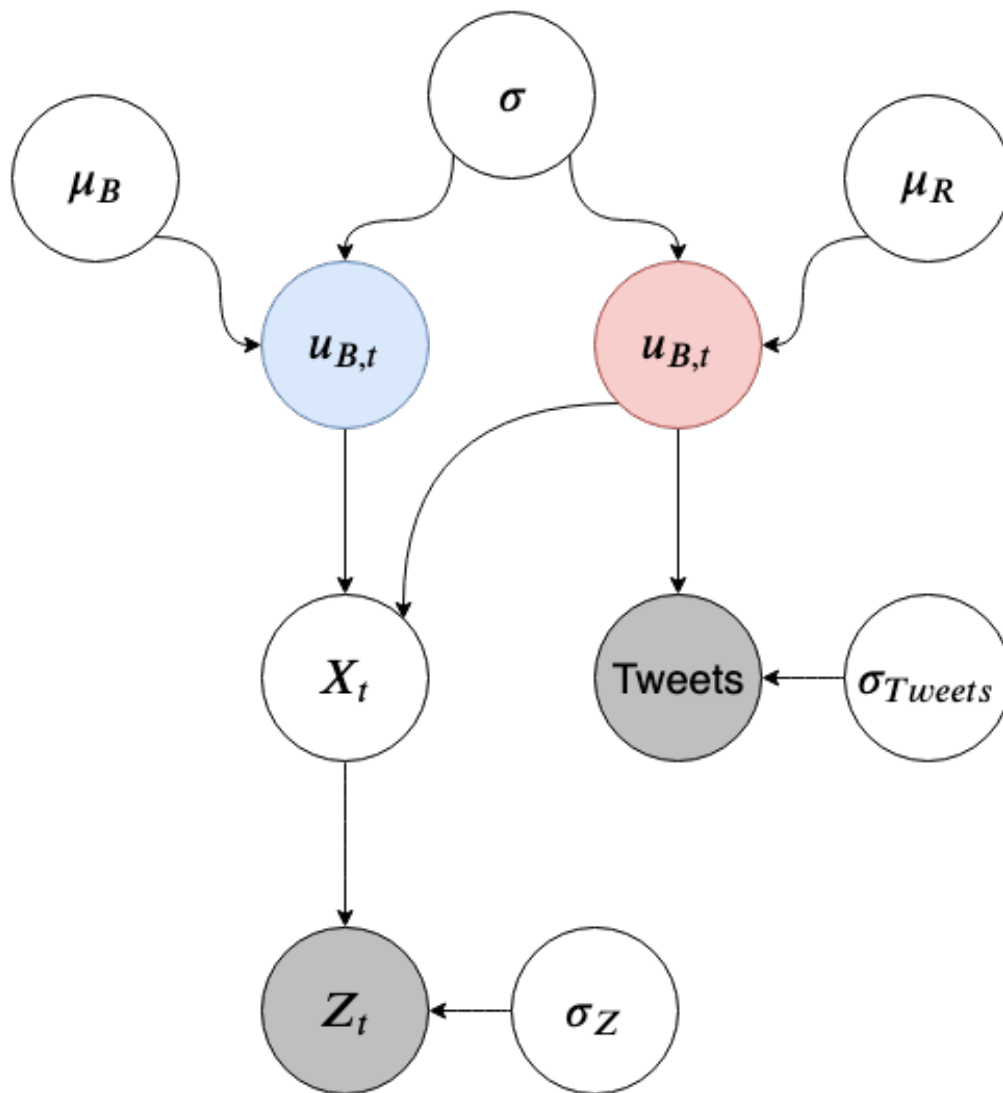 σ
μ_B
μ_R
u_{B,t}
u_{B,t}
X_t
Tweets
σ_{Tweets}
Z_t
σ_Z